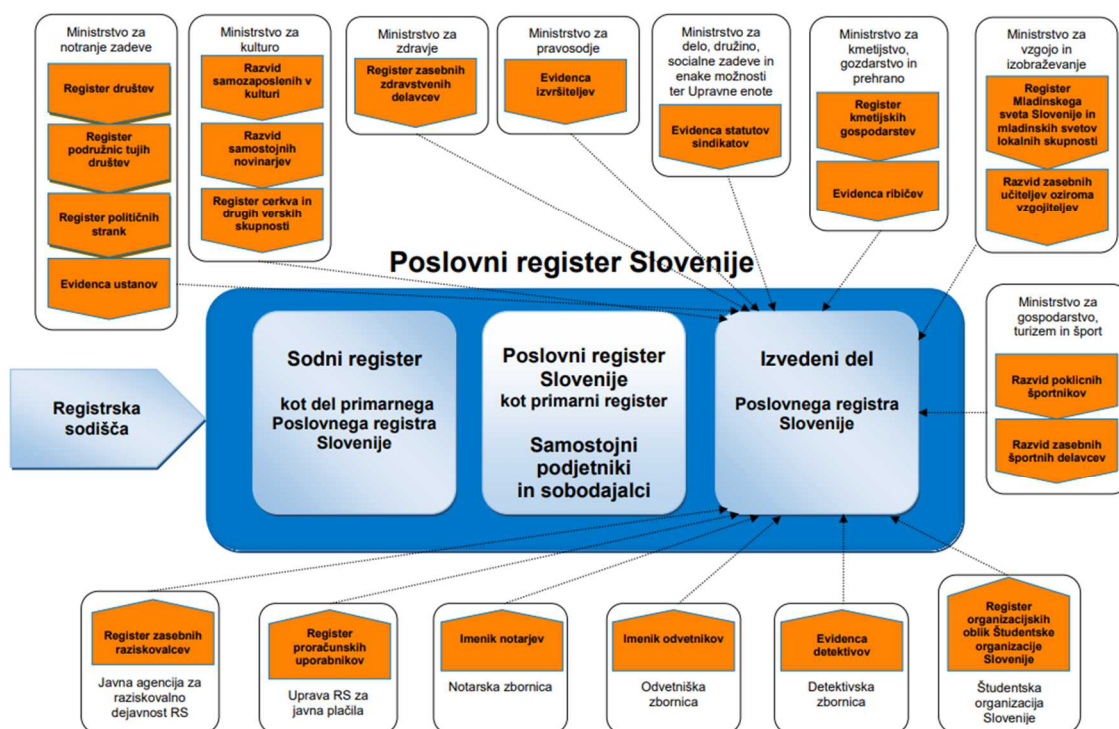 Ministrstvo za
notranje zadeve
Register društev
Register
podružnic tujih
društev
Register političnih
strank
Evidenca ustanov
Ministrstvo za
kulturo
Razvid
samozaposlenih v
kulturi
Razvid
samostojnih
novinarjev
Register cerkva in
drugih verskih
skupnosti
Ministrstvo za
zdravje
Register zasebnih
zdravstvenih
delavcev
Ministrstvo za
pravosodje
Evidenca
izvršiteljev
Ministrstvo za
delo, družino,
socialne zadeve in
enake možnosti
ter Upravne enote
Evidenca statutov
sindikatov
Ministrstvo za
kmetijstvo,
gozdarstvo in
prehrano
Register
kmetijskih
gospodarstev
Evidenca ribičev
Ministrstvo za
vzgojo in
izobraževanje
Register
Mladinskega
sveta Slovenije in
mladinskih svetov
lokalnih skupnosti
Razvid zasebnih
učiteljev oziroma
vzgojiteljev
Poslovni register Slovenije
Registrska
sodišča
Sodni register
kot del primarnega
Poslovnega registra
Slovenije
Poslovni register
Slovenije
kot primarni register
Samostojni
podjetniki
in sobodajalci
Izvedeni del
Poslovnega registra
Slovenije
Ministrstvo za
gospodarstvo,
turizem in šport
Razvid poklicnih
športnikov
Razvid zasebnih
športnih delavcev
Register zasebnih
raziskovalcev
Javna agencija za
raziskovalno
dejavnost RS
Register
proračunskih
uporabnikov
Uprava RS za
javna plačila
Imenik notarjev
Notarska zbornica
Imenik odvetnikov
Odvetniška
zbornica
Evidenca
detektivov
Detektivska
zbornica
Register
organizacijskih
oblik Študentske
organizacije
Slovenije
Študentska
organizacija
Slovenije